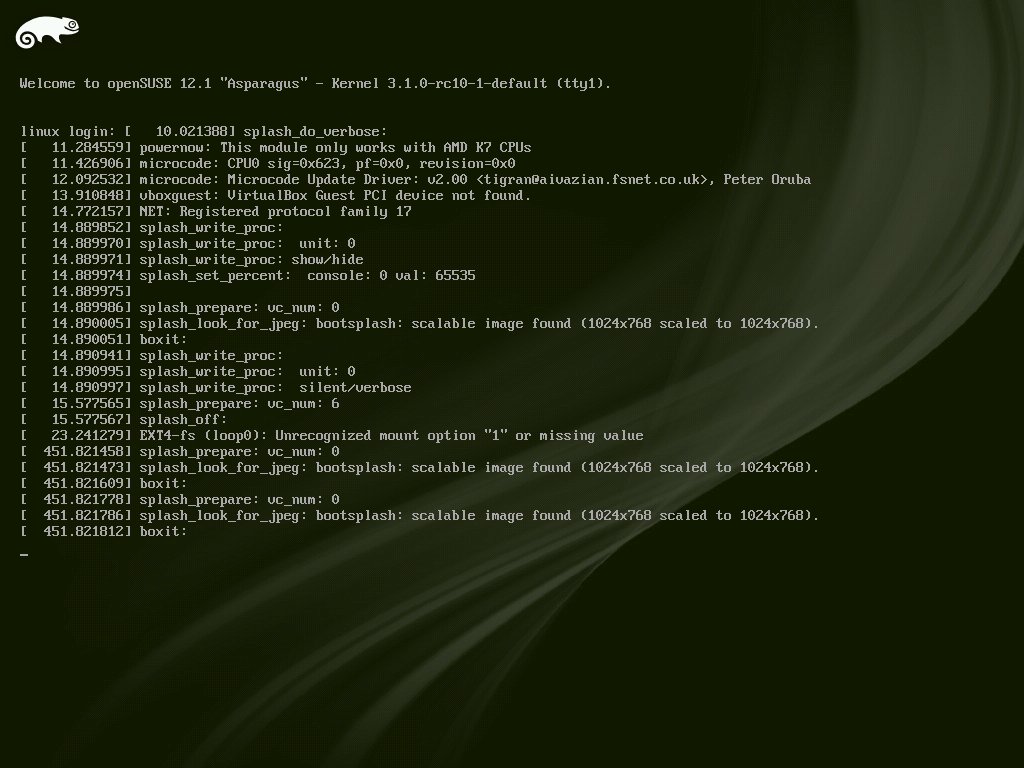 Welcome to openSUSE 12.1 "Asparagus" - Kernel 3.1.0-rc10-1-default (tty1).
linux login: [   10.021388] splash_do_verbose:
[   11.284559] powernow: This module only works with AMD K7 CPUs
[   11.426906] microcode: CPU0 sig=0x623, pf=0x0, revision=0x0
[   12.092532] microcode: Microcode Update Driver: v2.00 <tigran@aivazian.fsnet.co.uk>, Peter Oruba
[   13.910848] vboxguest: VirtualBox Guest PCI device not found.
[   14.772157] NET: Registered protocol family 17
[   14.889852] splash_write_proc:
[   14.889970] splash_write_proc:  unit: 0
[   14.889971] splash_write_proc: show/hide
[   14.889974] splash_set_percent:  console: 0 val: 65535
[   14.889975]
[   14.889986] splash_prepare: vc_num: 0
[   14.890005] splash_look_for_jpeg: bootsplash: scalable image found (1024x768 scaled to 1024x768).
[   14.890051] boxit:
[   14.890941] splash_write_proc:
[   14.890995] splash_write_proc:  unit: 0
[   14.890997] splash_write_proc:  silent/verbose
[   15.577565] splash_prepare: vc_num: 6
[   15.577567] splash_off:
[   23.241279] EXT4-fs (loop0): Unrecognized mount option "1" or missing value
[  451.821458] splash_prepare: vc_num: 0
[  451.821473] splash_look_for_jpeg: bootsplash: scalable image found (1024x768 scaled to 1024x768).
[  451.821609] boxit:
[  451.821778] splash_prepare: vc_num: 0
[  451.821786] splash_look_for_jpeg: bootsplash: scalable image found (1024x768 scaled to 1024x768).
[  451.821812] boxit:
_